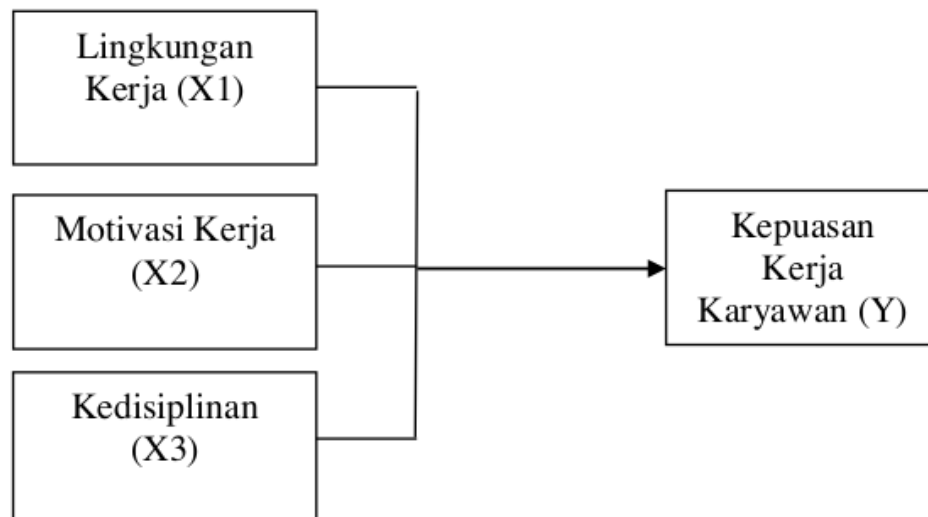 Lingkungan
Kerja (X1)
Motivasi Kerja
(X2)
Kedisiplinan
(X3)
Kepuasan
Kerja
Karyawan (Y)